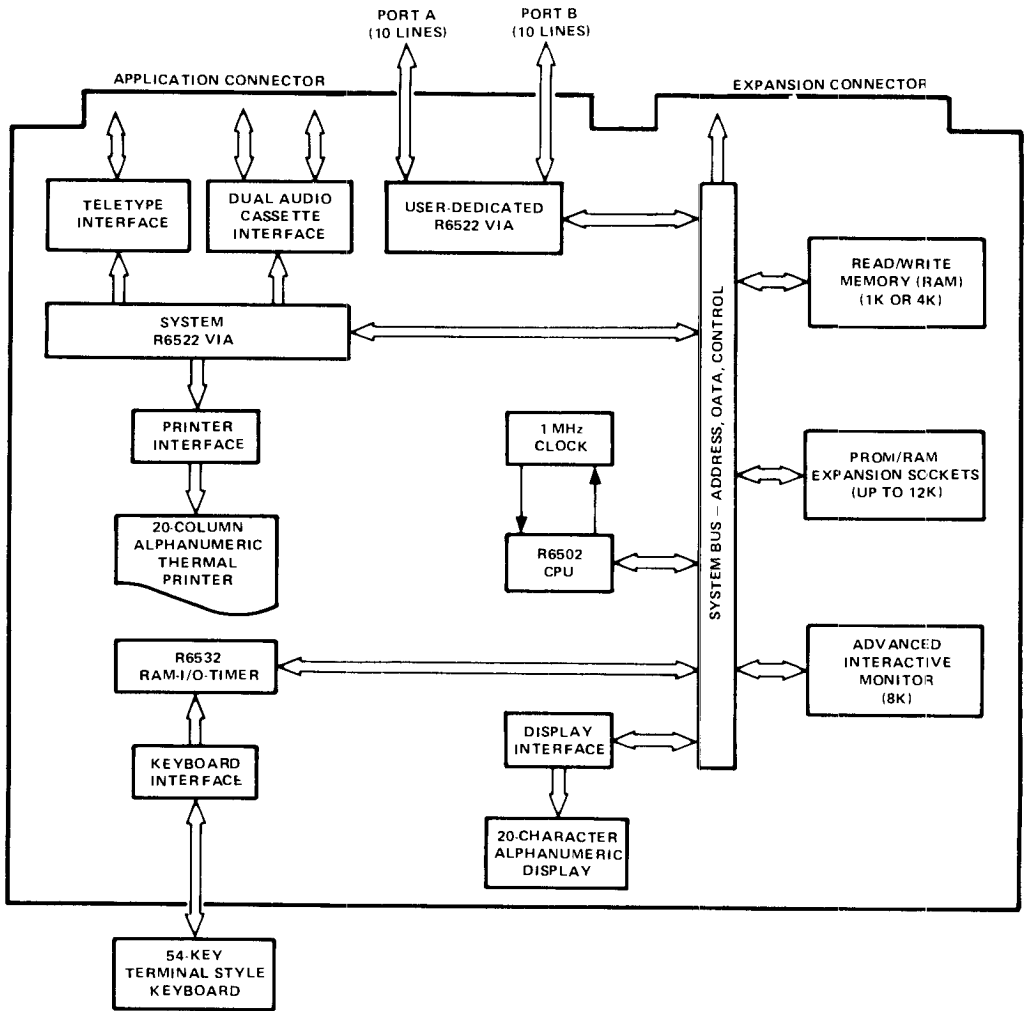 PORT A
(10 LINES)
PORT B
(10 LINES)
APPLICATION CONNECTOR
EXPANSION CONNECTOR
TELETYPE
INTERFACE
DUAL AUDIO
CASSETTE
INTERFACE
USER-DEDICATED
R6522 VIA
READ/WRITE
MEMORY (RAM)
(1K OR 4K)
SYSTEM
R6522 VIA
SYSTEM BUS – ADDRESS, DATA, CONTROL
PRINTER
INTERFACE
1 MHz
CLOCK
PROM/RAM
EXPANSION SOCKETS
(UP TO 12K)
20-COLUMN
ALPHANUMERIC
THERMAL
PRINTER
R6502
CPU
R6532
RAM-I/O-TIMER
ADVANCED
INTERACTIVE
MONITOR
(8K)
DISPLAY
INTERFACE
KEYBOARD
INTERFACE
20-CHARACTER
ALPHANUMERIC
DISPLAY
54-KEY
TERMINAL STYLE
KEYBOARD